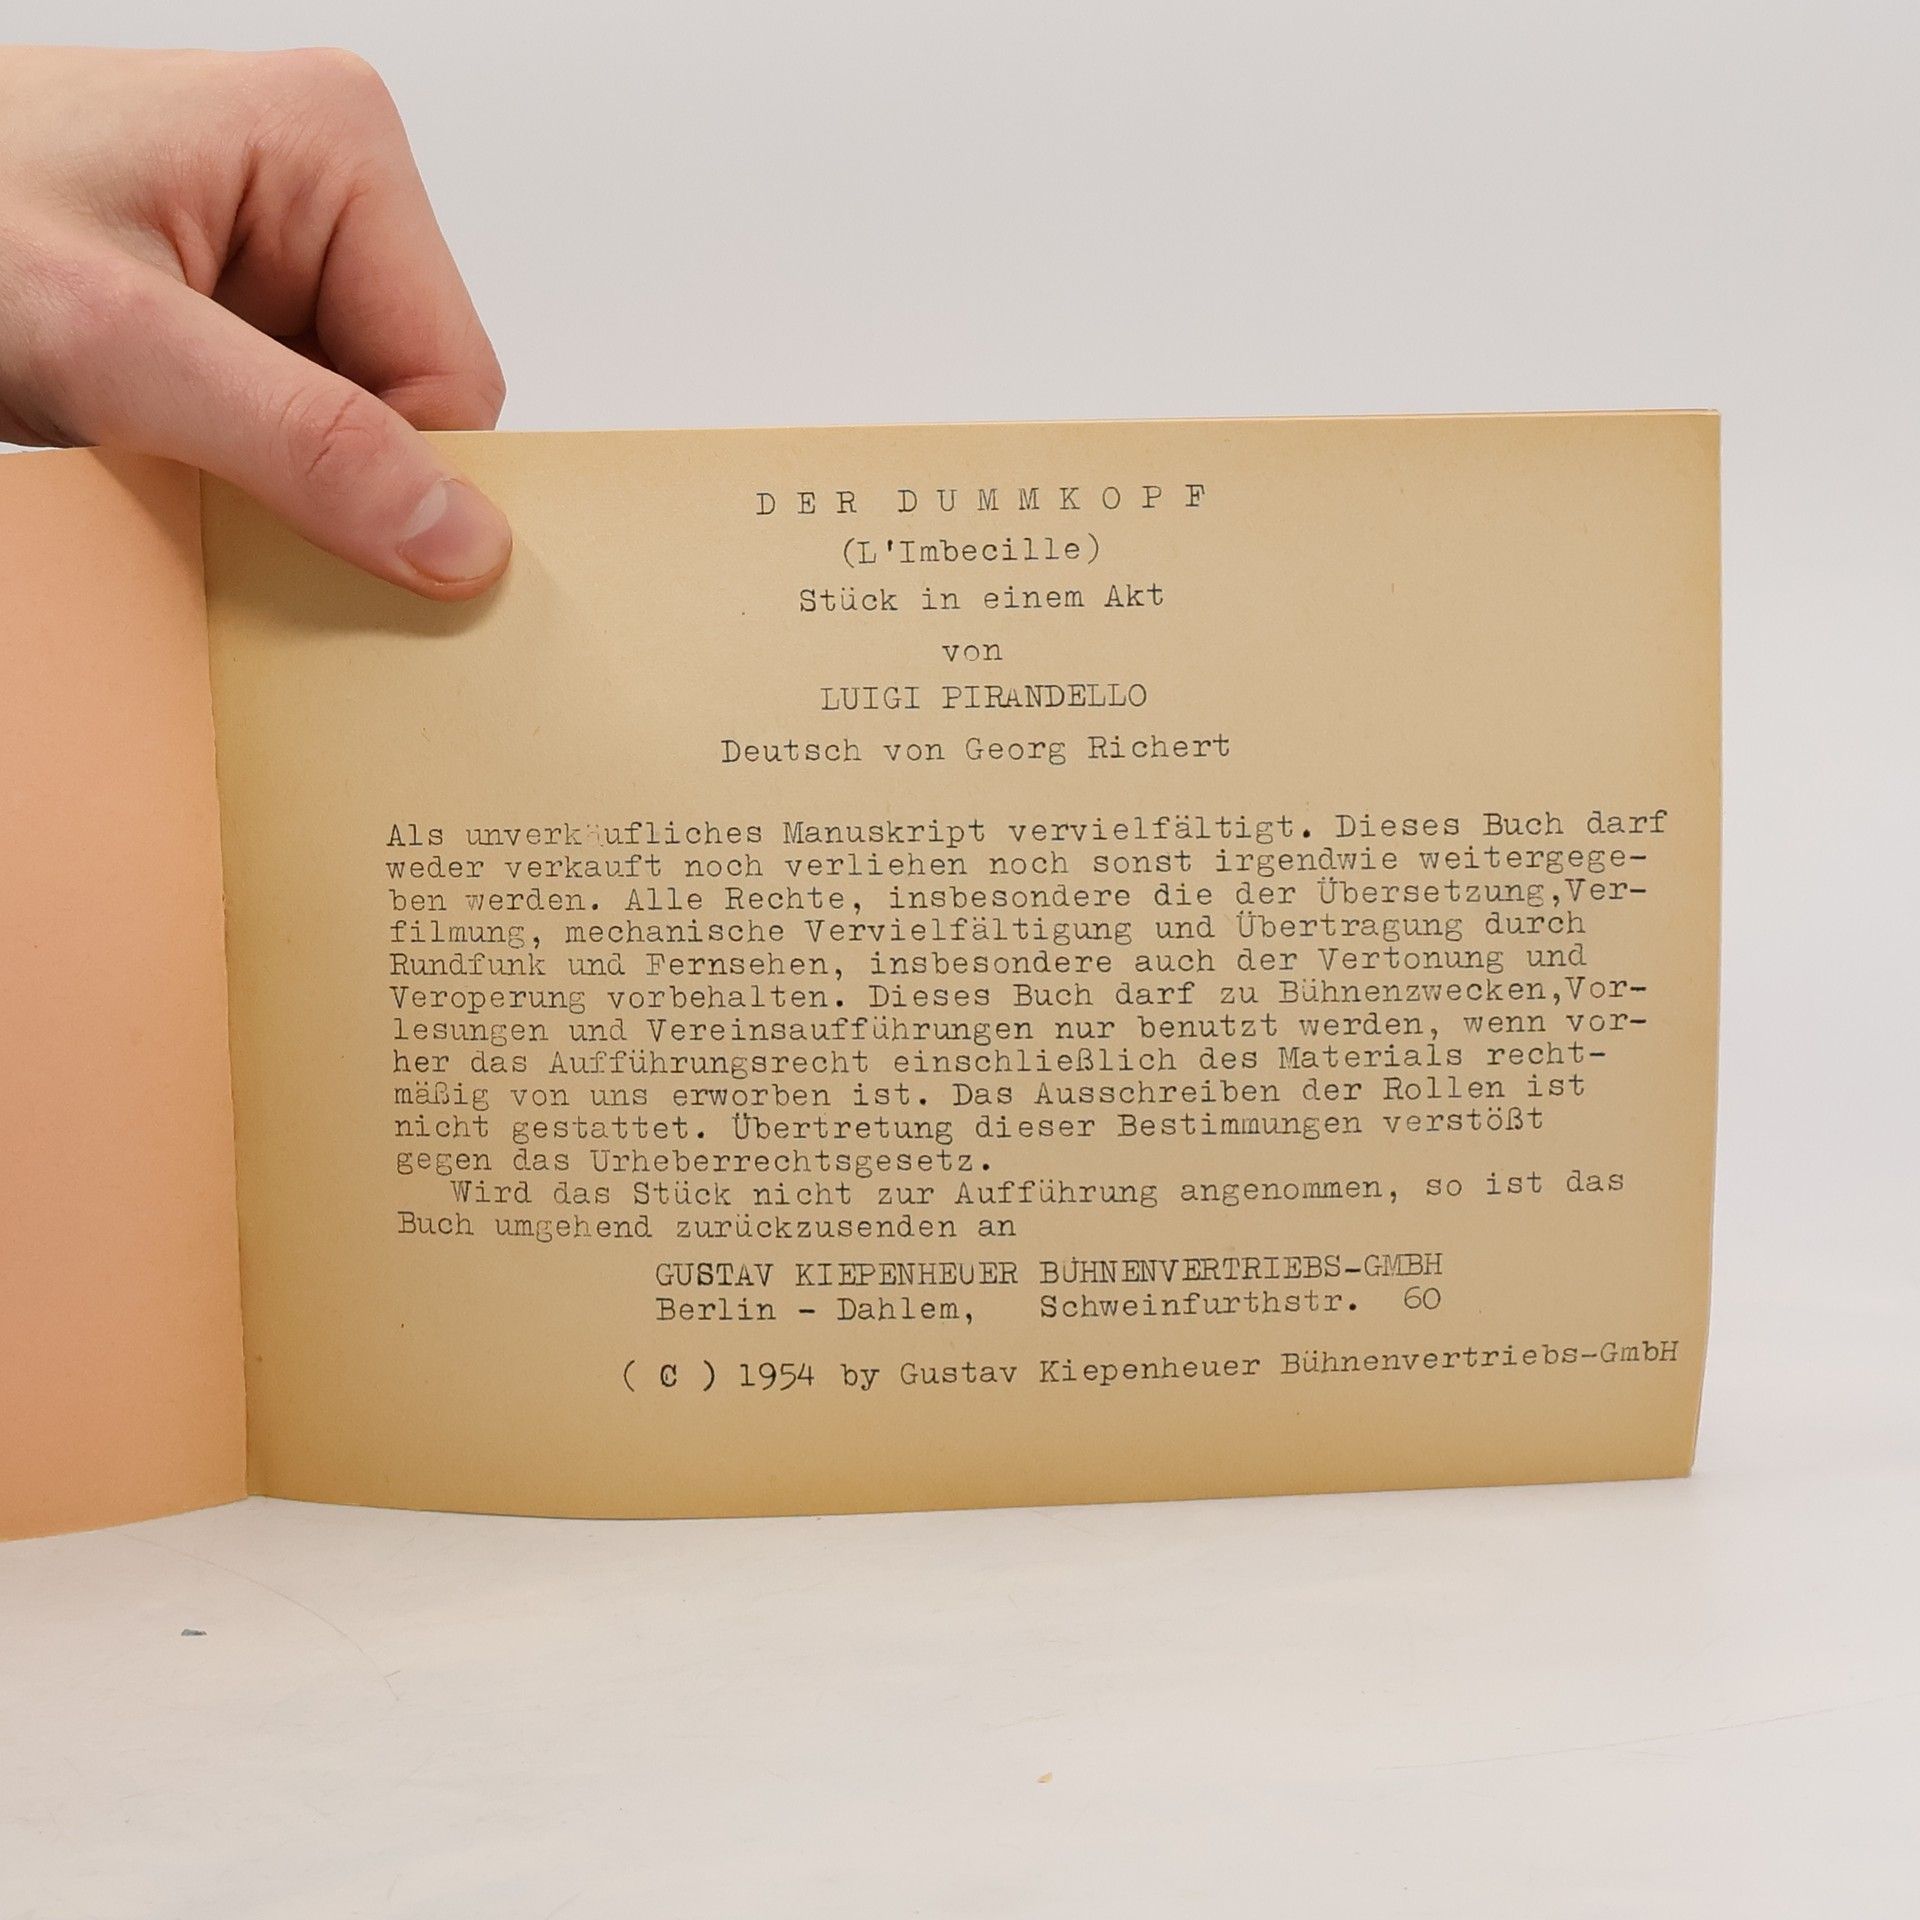 DER DUMMKOPF
(L'Imbecille)
Stück in einem Akt
von
LUIGI PIRANDELLO
Deutsch von Georg Richert
Als unverkäufliches Manuskript vervielfältigt. Dieses Buch darf
weder verkauft noch verliehen noch sonst irgendwie weitergege-
ben werden. Alle Rechte, insbesondere die der Übersetzung,Ver-
filmung, mechanische Vervielfältigung und Übertragung durch
Rundfunk und Fernsehen, insbesondere auch der Vertonung und
Veroperung vorbehalten. Dieses Buch darf zu Bühnenzwecken,Vor-
lesungen und Vereinsaufführungen nur benutzt werden, wenn vor-
her das Aufführungsrecht einschließlich des Materials recht-
mäßig von uns erworben ist. Das Ausschreiben der Rollen ist
nicht gestattet. Übertretung dieser Bestimmungen verstößt
gegen das Urheberrechtsgesetz.
Wird das Stück nicht zur Aufführung angenommen, so ist das
Buch umgehend zurückzusenden an
GUSTAV KIEPENHEUER BÜHNENVERTRIEBS-GMBH
Berlin - Dahlem, Schweinfurthstr. 60
( C ) 1954 by Gustav Kiepenheuer Bühnenvertriebs-GmbH